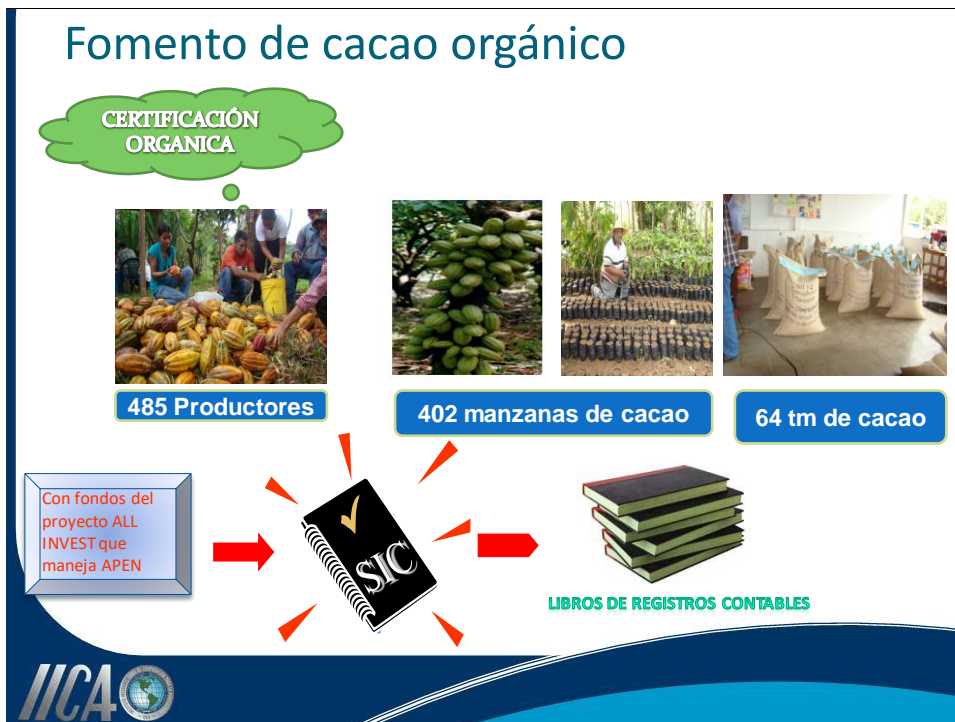 Fomento de cacao orgánico
CERTIFICACIÓN
ORGANICA
485 Productores
402 manzanas de cacao
64 tm de cacao
Con fondos del
proyecto ALL
INVEST que
maneja APEN
SIC
LIBROS DE REGISTROS CONTABLES
IICA